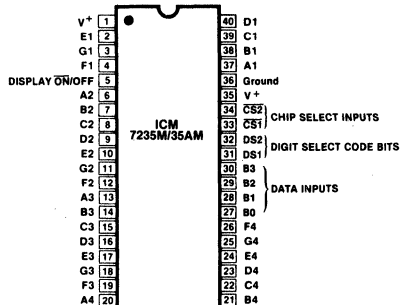 V+ 1 40 D1
E1 2 39 C1
G1 3 38 B1
F1 4 37 A1
DISPLAY ON/OFF 5 36 Ground
A2 6 35 V+
B2 7 34 CS2
C2 8 33 CS1
CHIP SELECT INPUTS
ICM
7235M/35AM
D2 9 32 DS2
E2 10 31 DS1
DIGIT SELECT CODE BITS
G2 11 30 B3
F2 12 29 B2
A3 13 28 B1
B3 14 27 B0
DATA INPUTS
C3 15 26 F4
D3 16 25 G4
E3 17 24 E4
G3 18 23 D4
F3 19 22 C4
A4 20 21 B4